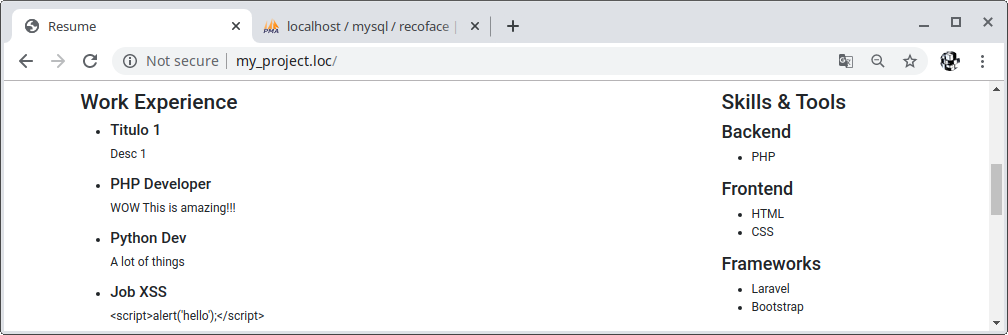 Resume
PMA localhost / mysql / recoface |
Not secure | my_project.loc/
Work Experience
Titulo 1
Desc 1
PHP Developer
WOW This is amazing!!!
Python Dev
A lot of things
Job XSS
<script>alert('hello');</script>
Skills & Tools
Backend
PHP
Frontend
HTML
CSS
Frameworks
Laravel
Bootstrap